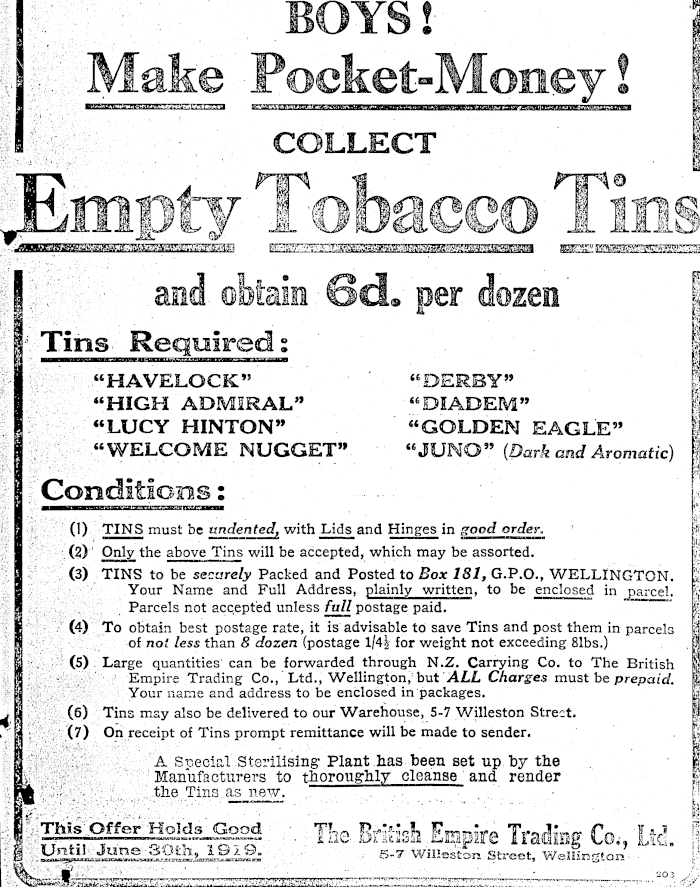 BOYS!
Make Pocket-Money!
COLLECT
Empty Tobacco Tins
and obtain 6d. per dozen
Tins Required:
"HAVELOCK" "DERBY"
"HIGH ADMIRAL" "DIADEM"
"LUCY HINTON" "GOLDEN EAGLE"
"WELCOME NUGGET" "JUNO" (Dark and Aromatic)
Conditions:
(1) TINS must be undented, with Lids and Hinges in good order.
(2) Only the above Tins will be accepted, which may be assorted.
(3) TINS to be securely Packed and Posted to Box 181, G.P.O., WELLINGTON.
Your Name and Full Address, plainly written, to be enclosed in parcel.
Parcels not accepted unless full postage paid.
(4) To obtain best postage rate, it is advisable to save Tins and post them in parcels
of not less than 8 dozen (postage 1/4½ for weight not exceeding 8lbs.)
(5) Large quantities can be forwarded through N.Z. Carrying Co. to The British
Empire Trading Co., Ltd., Wellington, but ALL Charges must be prepaid.
Your name and address to be enclosed in packages.
(6) Tins may also be delivered to our Warehouse, 5-7 Willeston Street.
(7) On receipt of Tins prompt remittance will be made to sender.
A Special Sterilising Plant has been set up by the
Manufacturers to thoroughly cleanse and render
the Tins as new.
This Offer Holds Good
Until June 30th, 1919.
The British Empire Trading Co., Ltd.
5-7 Willeston Street, Wellington
203